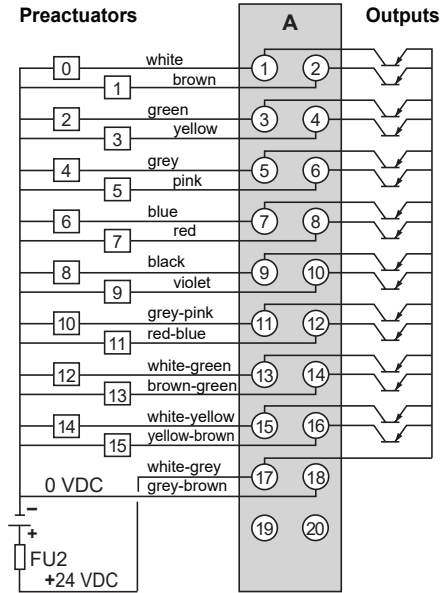 Preactuators
A
Outputs
0 white 1 2
1 brown
2 green 3 4
3 yellow
4 grey 5 6
5 pink
6 blue 7 8
7 red
8 black 9 10
9 violet
10 grey-pink 11 12
11 red-blue
12 white-green 13 14
13 brown-green
14 white-yellow 15 16
15 yellow-brown
white-grey 17 18
0 VDC grey-brown
19 20
−
+
FU2
+24 VDC